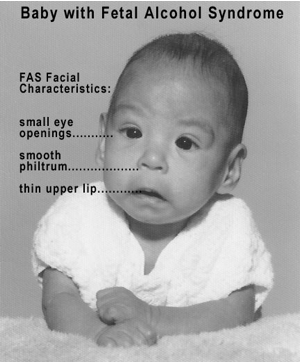 Baby with Fetal Alcohol Syndrome
FAS Facial
Characteristics:
small eye
openings...........
smooth
philtrum...................
thin upper lip............